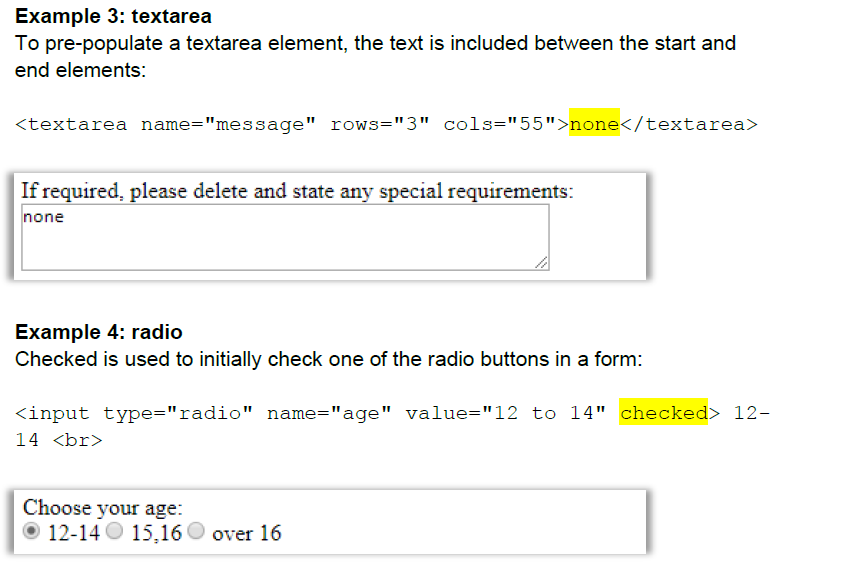 Example 3: textarea
To pre-populate a textarea element, the text is included between the start and
end elements:
<textarea name="message" rows="3" cols="55">none</textarea>
If required, please delete and state any special requirements:
none
Example 4: radio
Checked is used to initially check one of the radio buttons in a form:
<input type="radio" name="age" value="12 to 14" checked> 12-
14 <br>
Choose your age:
12-14 15,16 over 16